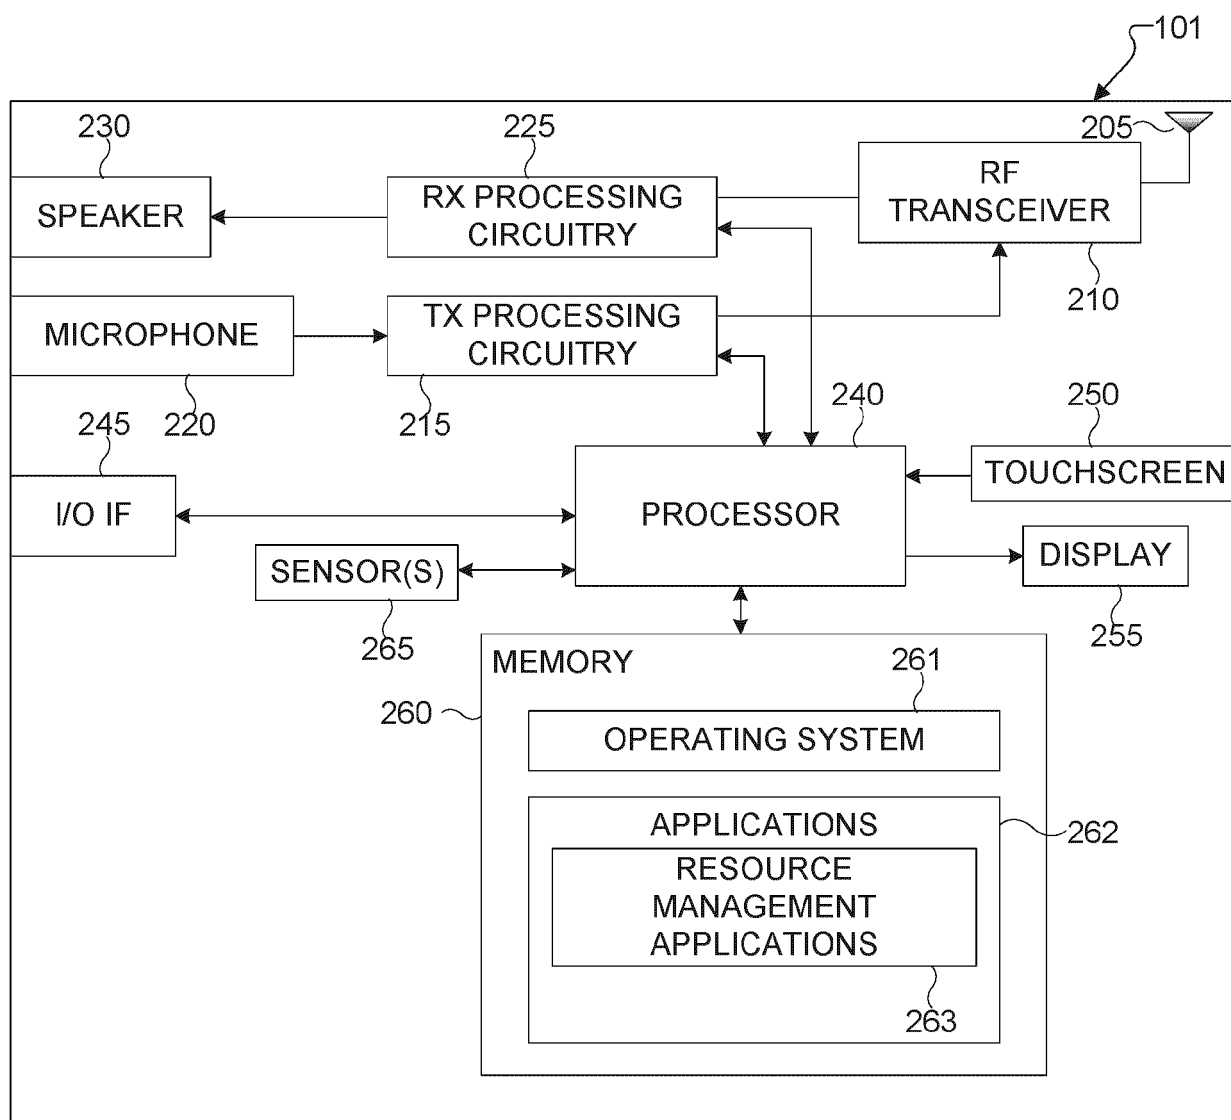 101
230
225
205
SPEAKER
RX PROCESSING
CIRCUITRY
RF
TRANSCEIVER
210
MICROPHONE
TX PROCESSING
CIRCUITRY
245
220
215
240
250
I/O IF
PROCESSOR
TOUCHSCREEN
SENSOR(S)
DISPLAY
265
255
MEMORY
261
260
OPERATING SYSTEM
APPLICATIONS
262
RESOURCE
MANAGEMENT
APPLICATIONS
263